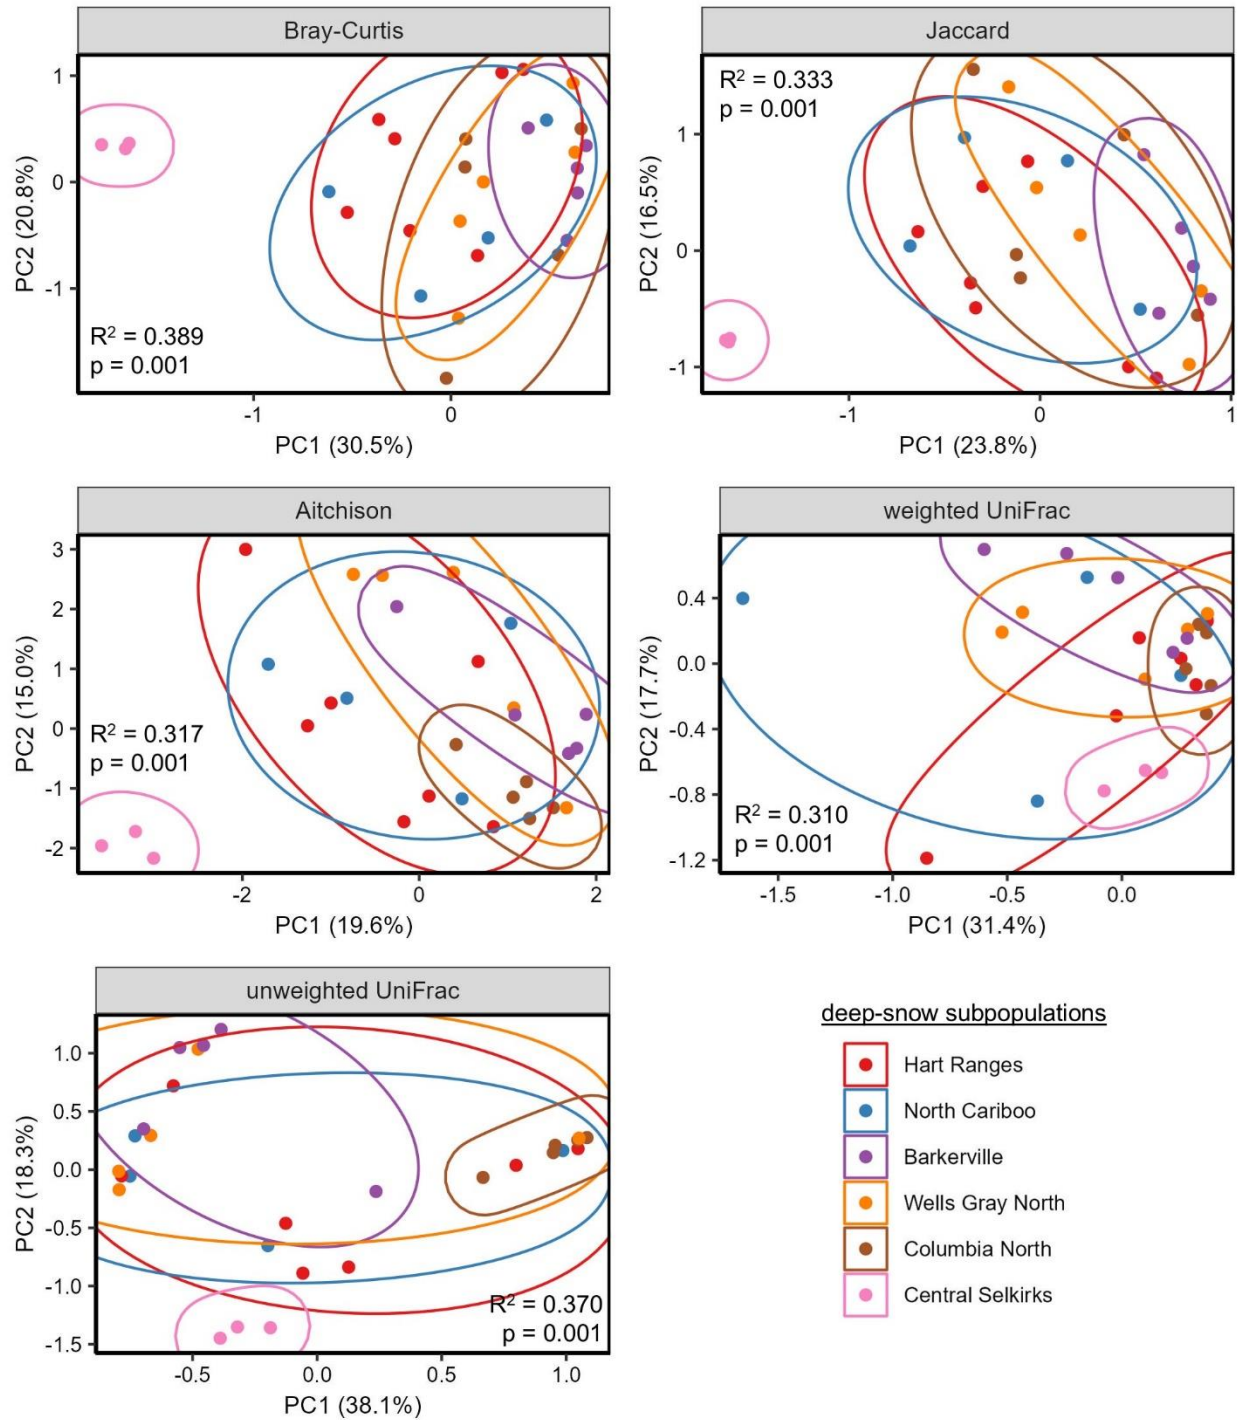 Bray-Curtis
1
0
-1
PC2 (20.8%)
R² = 0.389
p = 0.001
-1
0
PC1 (30.5%)
Jaccard
1
0
-1
PC2 (16.5%)
R² = 0.333
p = 0.001
-1
0
1
PC1 (23.8%)
Aitchison
3
2
1
0
-1
-2
PC2 (15.0%)
R² = 0.317
p = 0.001
-2
0
2
PC1 (19.6%)
weighted UniFrac
0.4
0.0
-0.4
-0.8
-1.2
PC2 (17.7%)
R² = 0.310
p = 0.001
-1.5
-1.0
-0.5
0.0
PC1 (31.4%)
unweighted UniFrac
1.0
0.5
0.0
-0.5
-1.0
-1.5
PC2 (18.3%)
R² = 0.370
p = 0.001
-0.5
0.0
0.5
1.0
PC1 (38.1%)
deep-snow subpopulations
Hart Ranges
North Cariboo
Barkerville
Wells Gray North
Columbia North
Central Selkirks